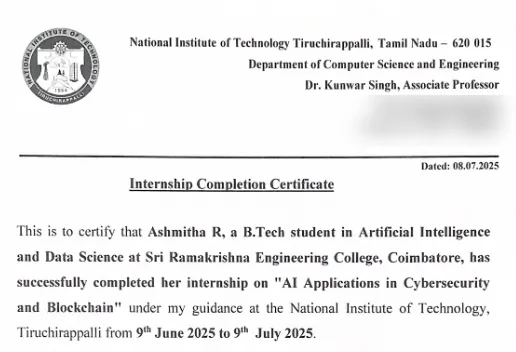 NATIONAL INSTITUTE OF TECHNOLOGY
TIRUCHIRAPPALLI
1964
National Institute of Technology Tiruchirappalli, Tamil Nadu – 620 015
Department of Computer Science and Engineering
Dr. Kunwar Singh, Associate Professor
Dated: 08.07.2025
Internship Completion Certificate
This is to certify that Ashmitha R, a B.Tech student in Artificial Intelligence
and Data Science at Sri Ramakrishna Engineering College, Coimbatore, has
successfully completed her internship on "AI Applications in Cybersecurity
and Blockchain" under my guidance at the National Institute of Technology,
Tiruchirappalli from 9th June 2025 to 9th July 2025.